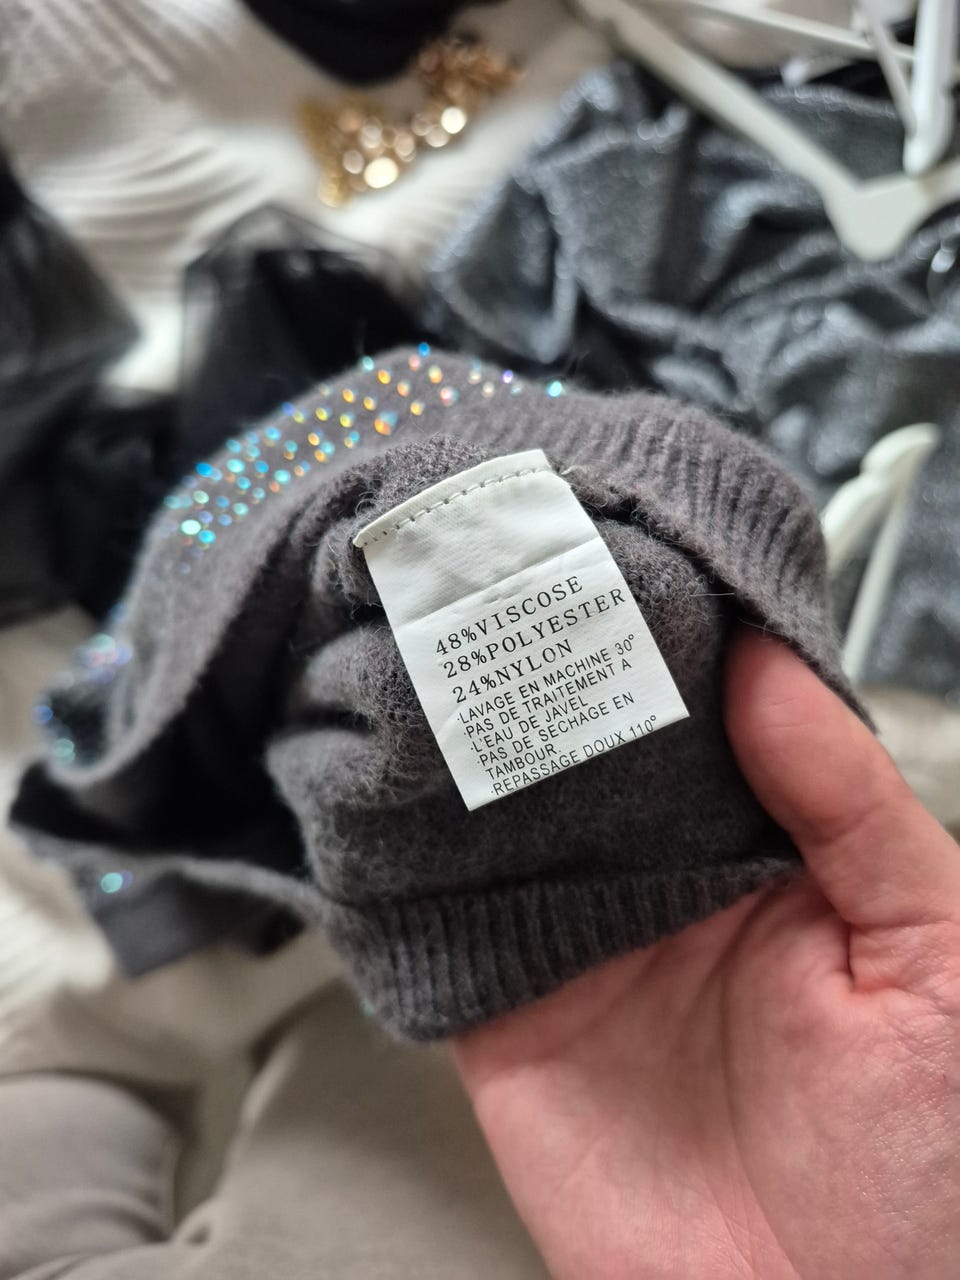 48%VISCOSE
28%POLYESTER
24%NYLON
·LAVAGE EN MACHINE 30°
·PAS DE TRAITEMENT A
·L'EAU DE JAVEL
·PAS DE SECHAGE EN
TAMBOUR.
·REPASSAGE DOUX 110°